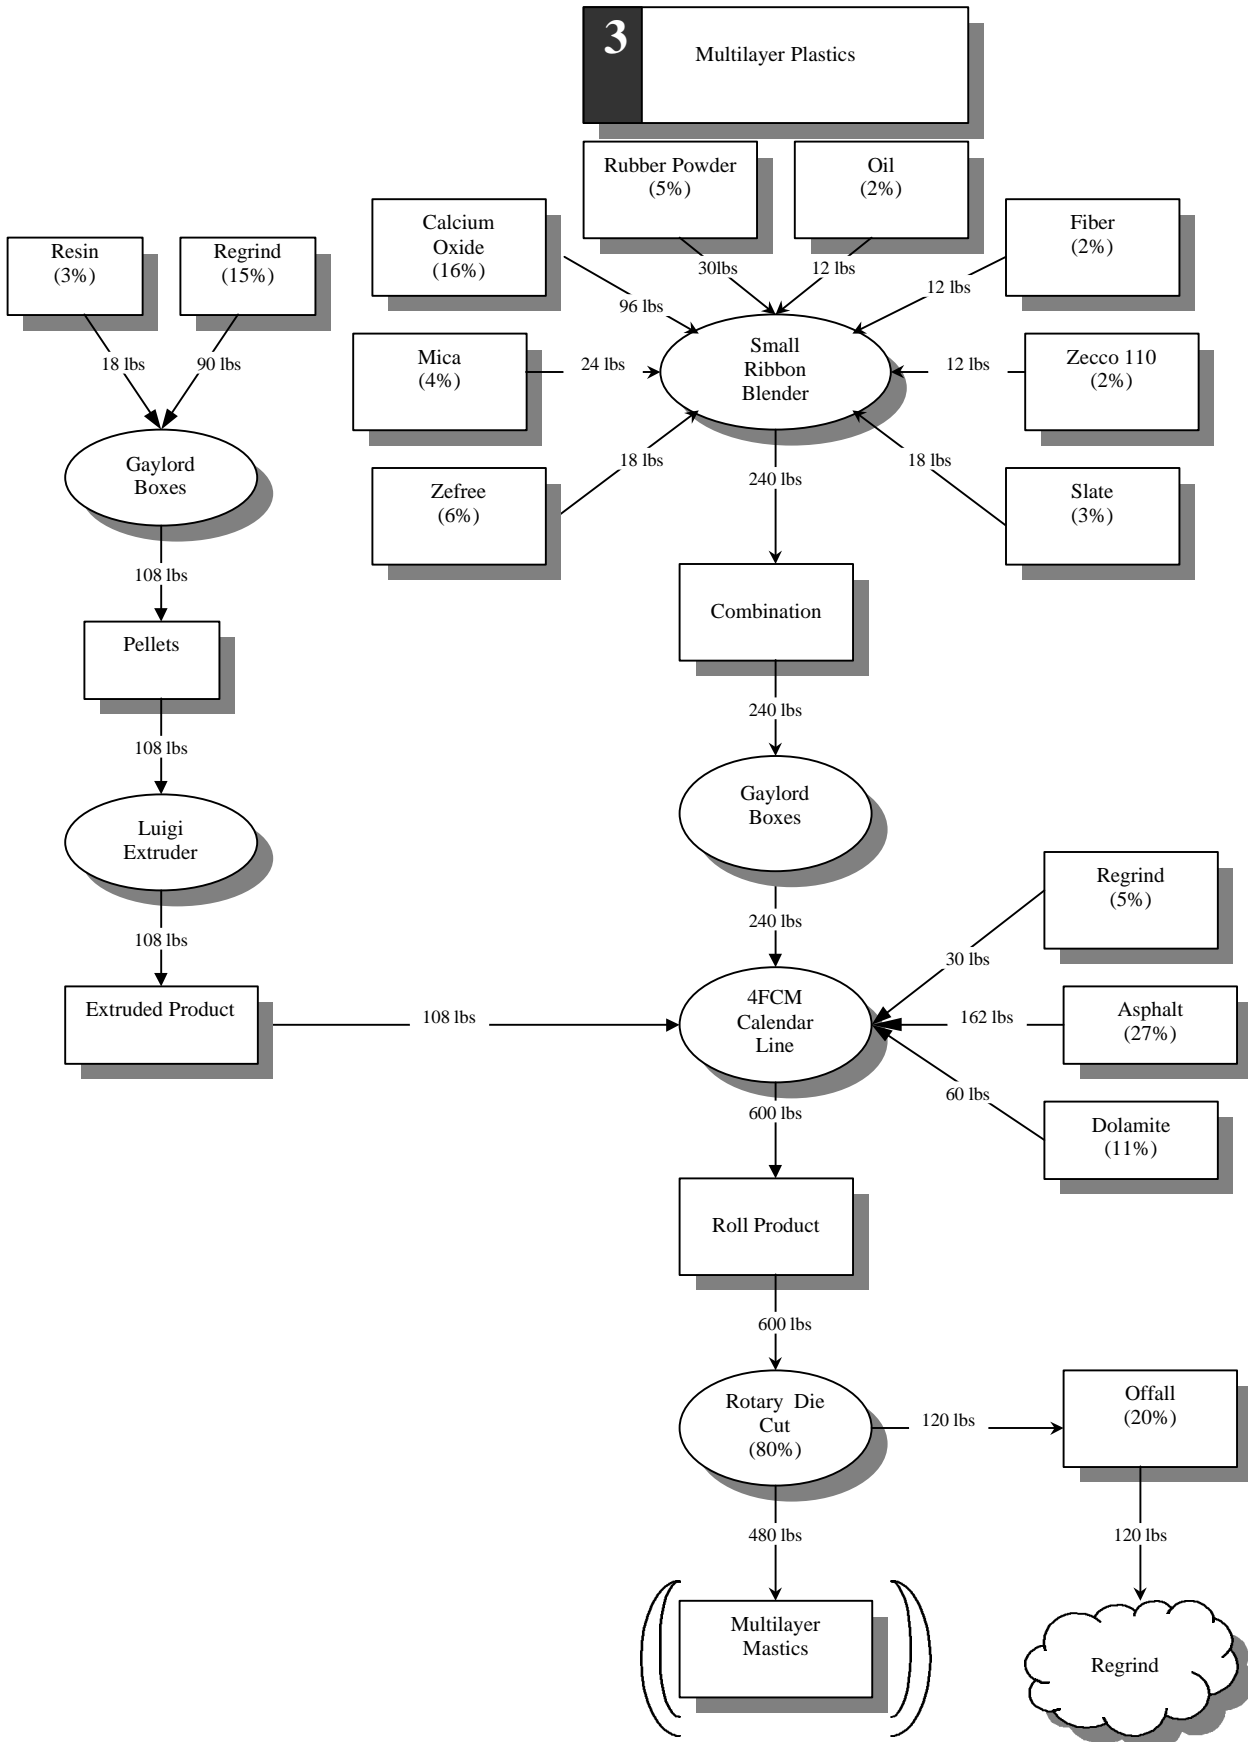 3
Multilayer Plastics
Rubber Powder
(5%)
Oil
(2%)
Calcium
Oxide
(16%)
Fiber
(2%)
Resin
(3%)
Regrind
(15%)
30lbs
12 lbs
12 lbs
96 lbs
18 lbs
90 lbs
Mica
(4%)
24 lbs
Small
Ribbon
Blender
12 lbs
Zecco 110
(2%)
Gaylord
Boxes
Zefree
(6%)
18 lbs
240 lbs
18 lbs
Slate
(3%)
108 lbs
Pellets
Combination
108 lbs
240 lbs
Luigi
Extruder
Gaylord
Boxes
108 lbs
240 lbs
Regrind
(5%)
30 lbs
Extruded Product
108 lbs
4FCM
Calendar
Line
162 lbs
Asphalt
(27%)
60 lbs
600 lbs
Dolamite
(11%)
Roll Product
600 lbs
Rotary Die
Cut
(80%)
120 lbs
Offall
(20%)
480 lbs
120 lbs
Multilayer
Mastics
Regrind